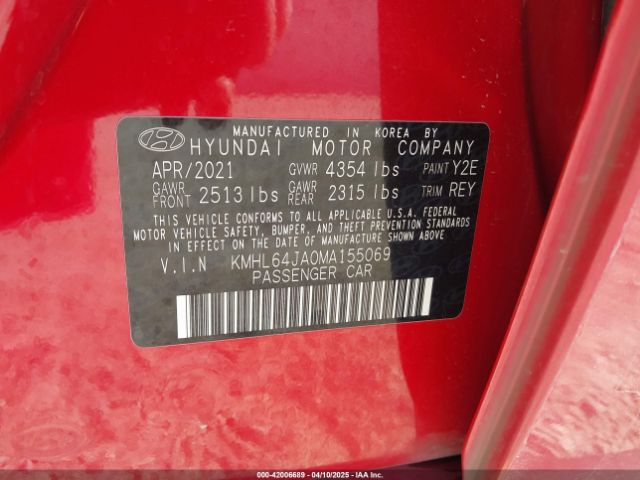 MANUFACTURED IN KOREA BY
HYUNDAI MOTOR COMPANY
APR/2021 GVWR 4354 lbs PAINT Y2E
GAWR FRONT 2513 lbs GAWR REAR 2315 lbs TRIM REY
THIS VEHICLE CONFORMS TO ALL APPLICABLE U.S.A. FEDERAL
MOTOR VEHICLE SAFETY, BUMPER, AND THEFT PREVENTION STANDARDS
IN EFFECT ON THE DATE OF MANUFACTURE SHOWN ABOVE.
V.I.N KMHL64JA0MA155069
PASSENGER CAR
000-42006689 - 04/10/2025 - Copyright IAA, Inc.